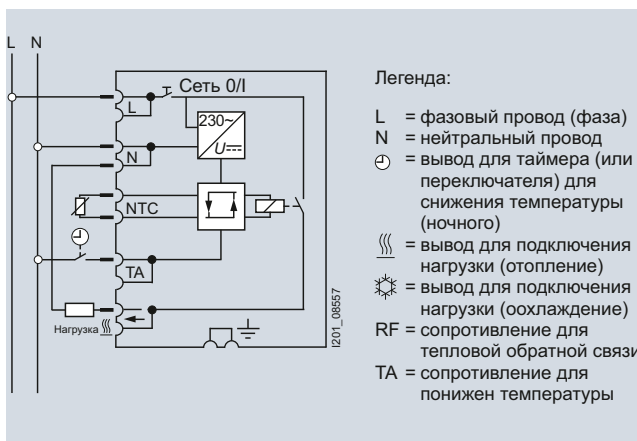 L N
Сеть 0/I
L
230~
U
N
NTC
TA
Нагрузка
I201_08557
Легенда:
L = фазовый провод (фаза)
N = нейтральный провод
= вывод для таймера (или
переключателя) для
снижения температуры
(ночного)
= вывод для подключения
нагрузки (отопление)
= вывод для подключения
нагрузки (оохлаждение)
RF = сопротивление для
тепловой обратной связи
TA = сопротивление для
понижен температуры